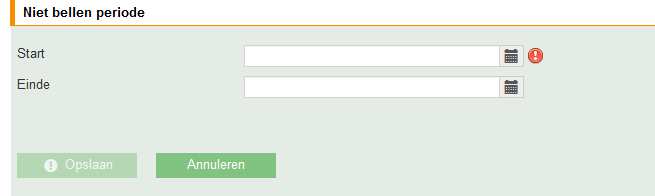 Niet bellen periode
Start
Einde
Opslaan
Annuleren